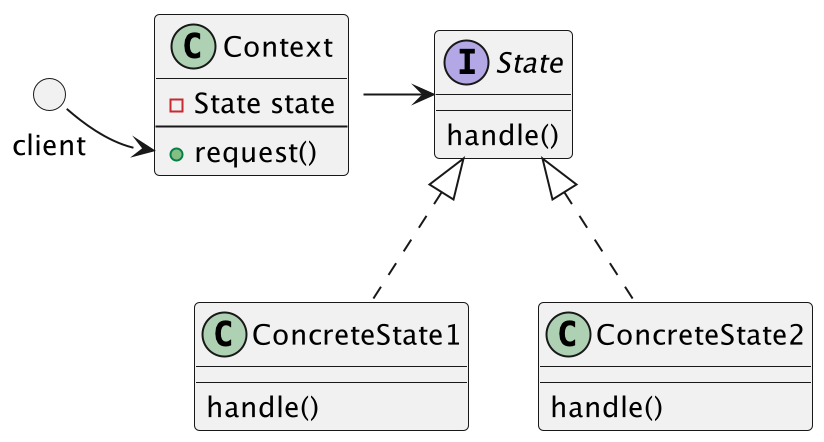 C Context
State state
request()
client
I State
handle()
C ConcreteState1
handle()
C ConcreteState2
handle()